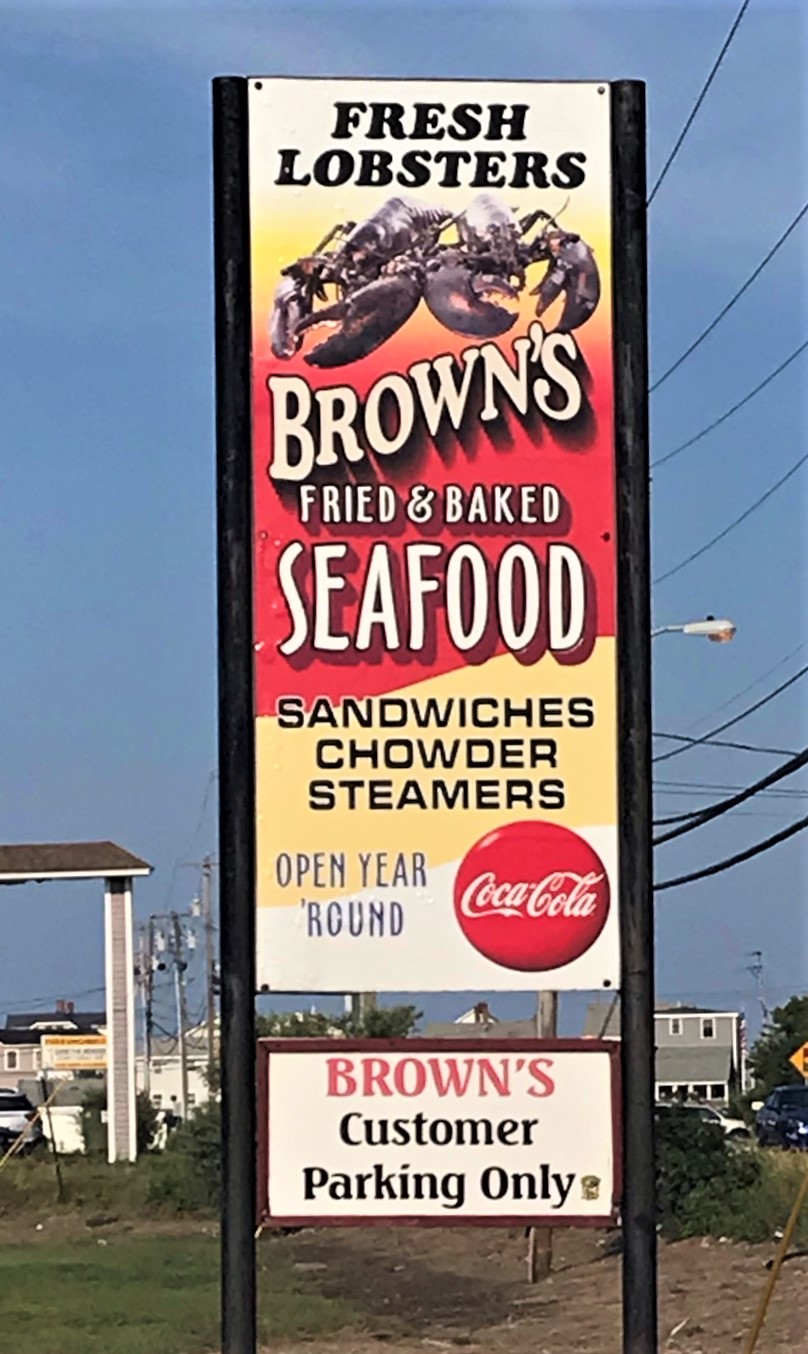 FRESH
LOBSTERS
BROWN'S
FRIED & BAKED
SEAFOOD
SANDWICHES
CHOWDER
STEAMERS
OPEN YEAR
'ROUND
Coca-Cola
BROWN'S
Customer
Parking Only